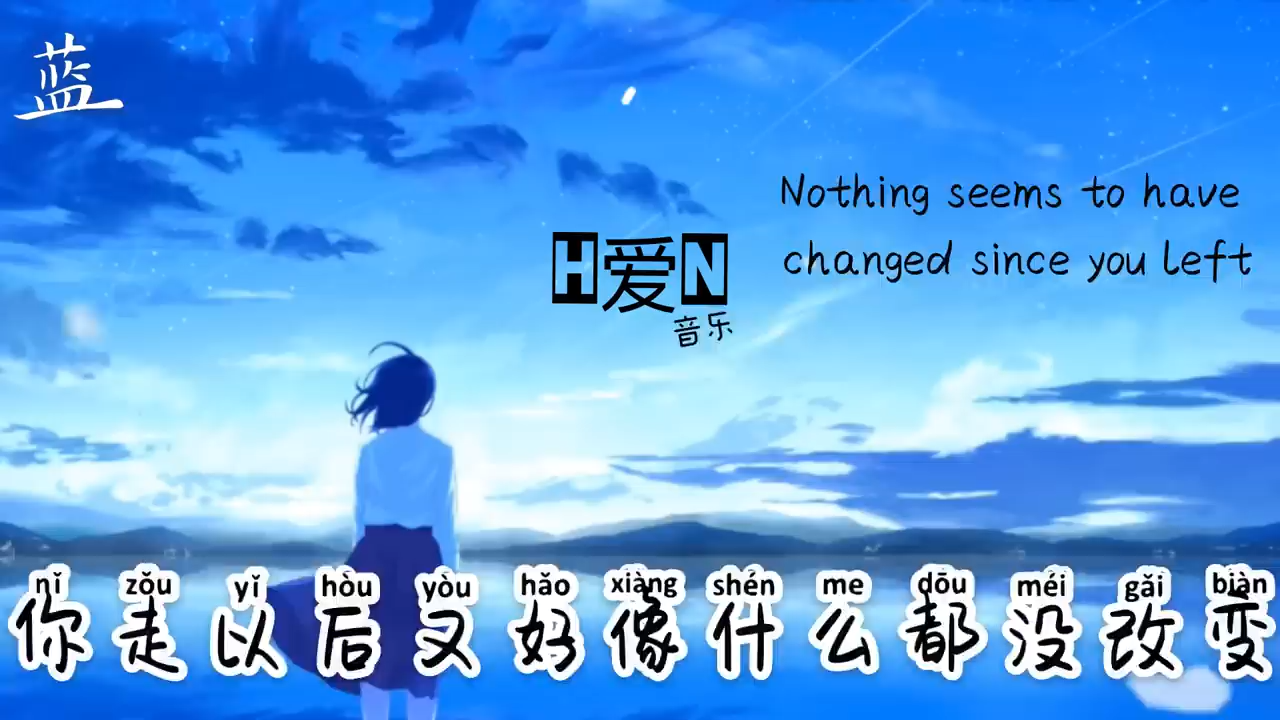 蓝
Nothing seems to have
changed since you left
H爱N
音乐
nǐ zǒu yǐ hòu yòu hǎo xiàng shén me dōu méi gǎi biàn
你走以后又好像什么都没改变